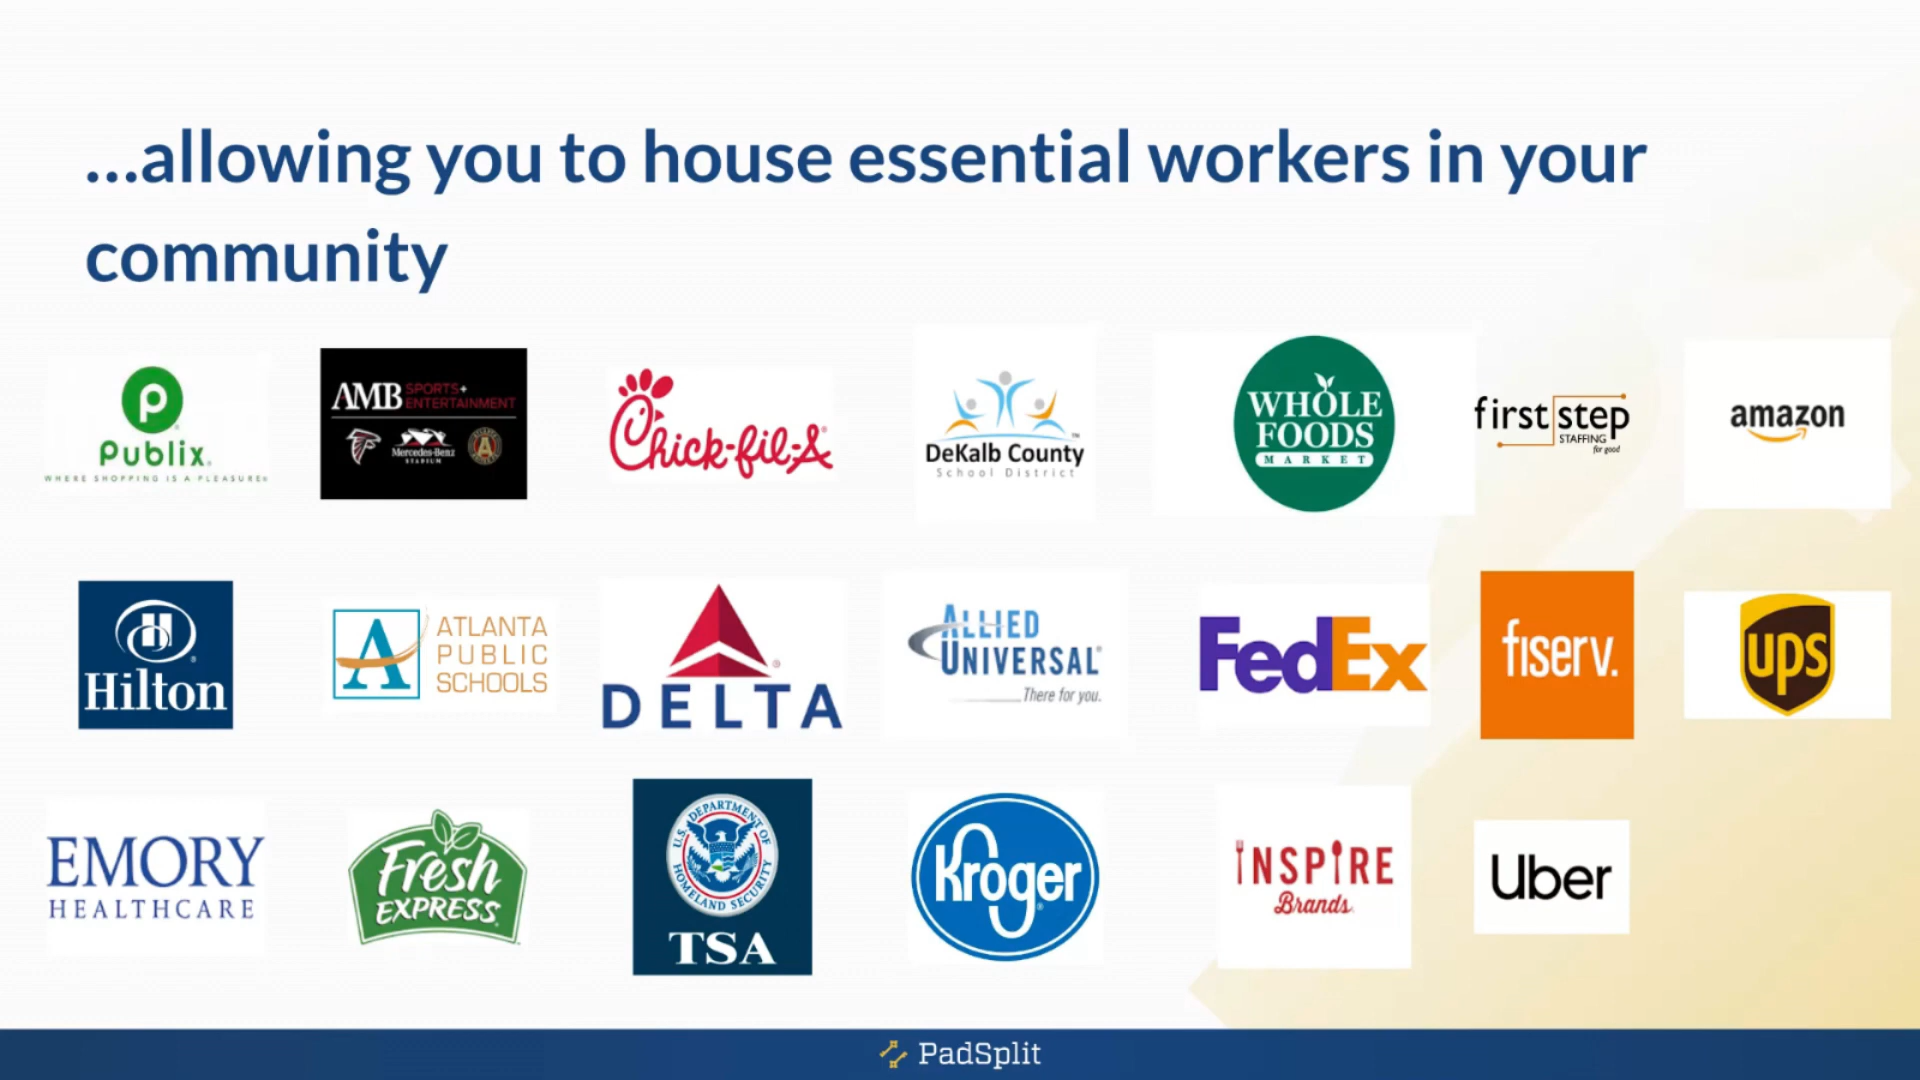 ...allowing you to house essential workers in your
community
Publix
WHERE SHOPPING IS A PLEASURE
AMB SPORTS+
ENTERTAINMENT
Mercedes-Benz
STADIUM
Chick-fil-A
DeKalb County
School District
WHOLE
FOODS
MARKET
first step
STAFFING
for good
amazon
Hilton
ATLANTA
PUBLIC
SCHOOLS
DELTA
ALLIED
UNIVERSAL
There for you.
FedEx
fiserv.
ups
EMORY
HEALTHCARE
Fresh
EXPRESS
U.S. DEPARTMENT OF
HOMELAND SECURITY
TSA
Kroger
INSPIRE
Brands
Uber
PadSplit